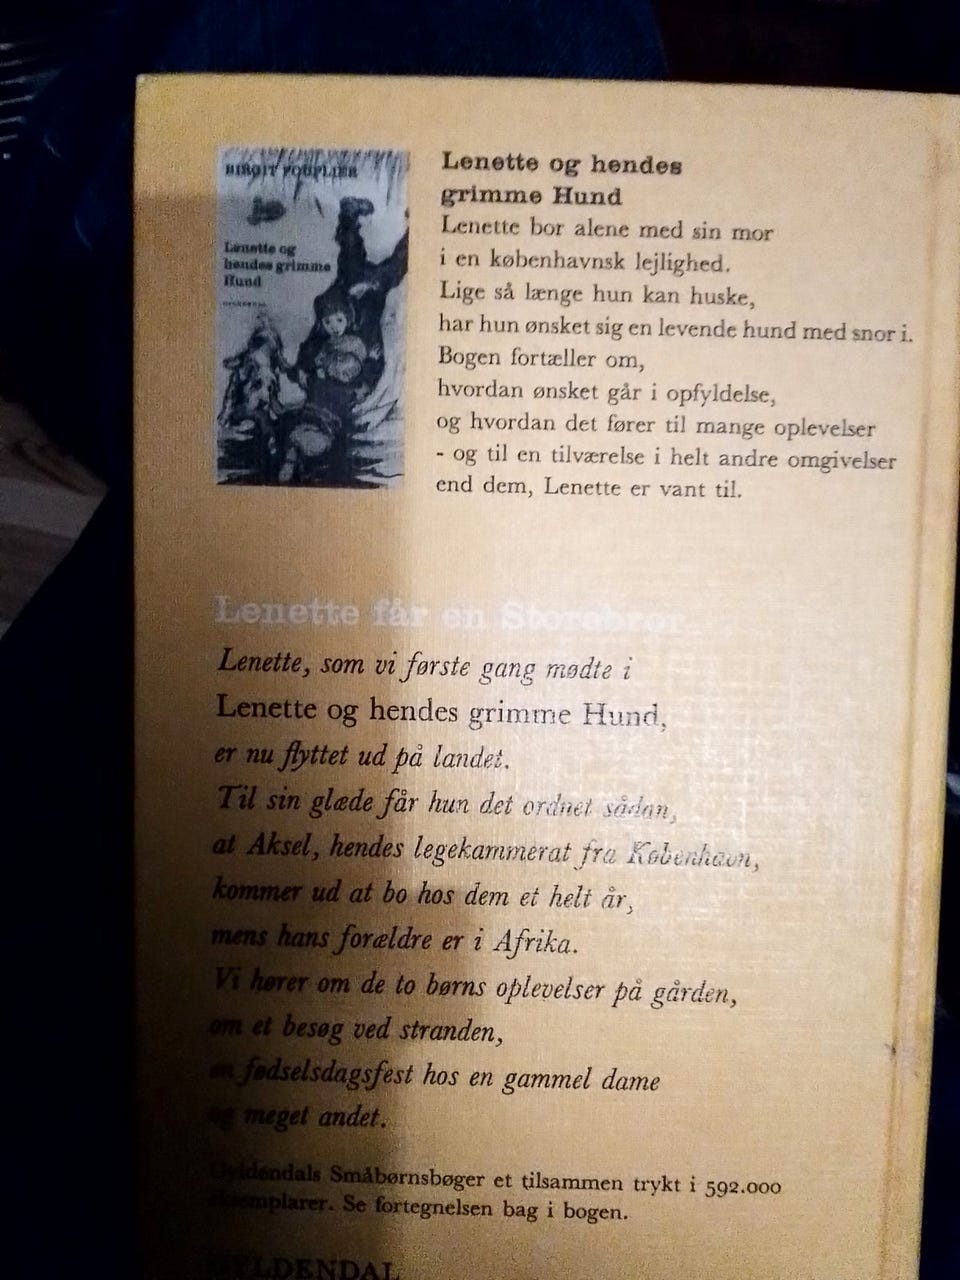 BIRGIT POUPLIER
Lenette og
hendes grimme
Hund
Lenette og hendes
grimme Hund
Lenette bor alene med sin mor
i en københavnsk lejlighed.
Lige så længe hun kan huske,
har hun ønsket sig en levende hund med snor i.
Bogen fortæller om,
hvordan ønsket går i opfyldelse,
og hvordan det fører til mange oplevelser
- og til en tilværelse i helt andre omgivelser
end dem, Lenette er vant til.
Lenette får en Storebror
Lenette, som vi første gang mødte i
Lenette og hendes grimme Hund,
er nu flyttet ud på landet.
Til sin glæde får hun det ordnet sådan,
at Aksel, hendes legekammerat fra København,
kommer ud at bo hos dem et helt år,
mens hans forældre er i Afrika.
Vi hører om de to børns oplevelser på gården,
om et besøg ved stranden,
en fødselsdagsfest hos en gammel dame
og meget andet.
Gyldendals Småbørnsbøger et tilsammen trykt i 592.000
eksemplarer. Se fortegnelsen bag i bogen.
GYLDENDAL